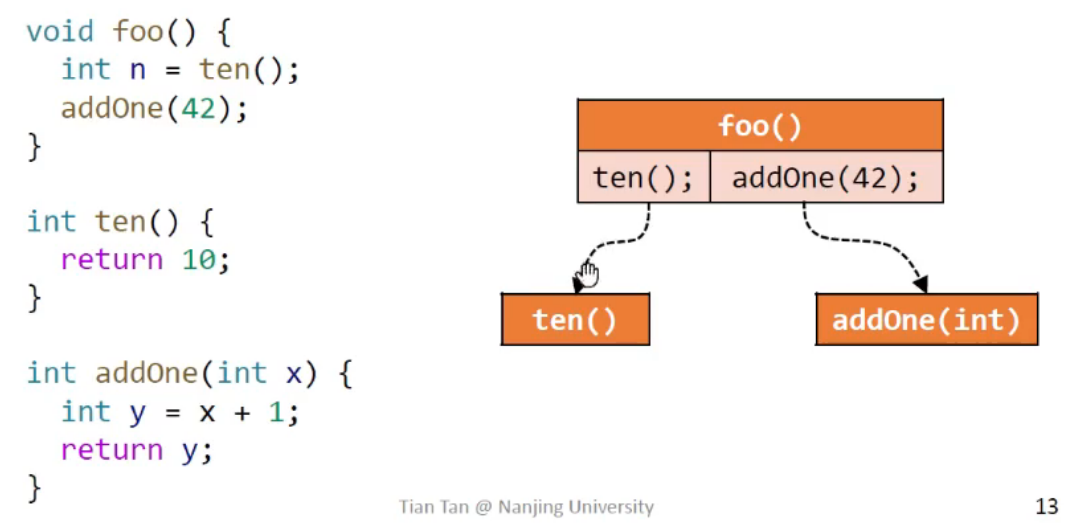 void foo() {
  int n = ten();
  addOne(42);
}
int ten() {
  return 10;
}
int addOne(int x) {
  int y = x + 1;
  return y;
}
foo()
ten(); addOne(42);
ten() addOne(int)
Tian Tan @ Nanjing University
13